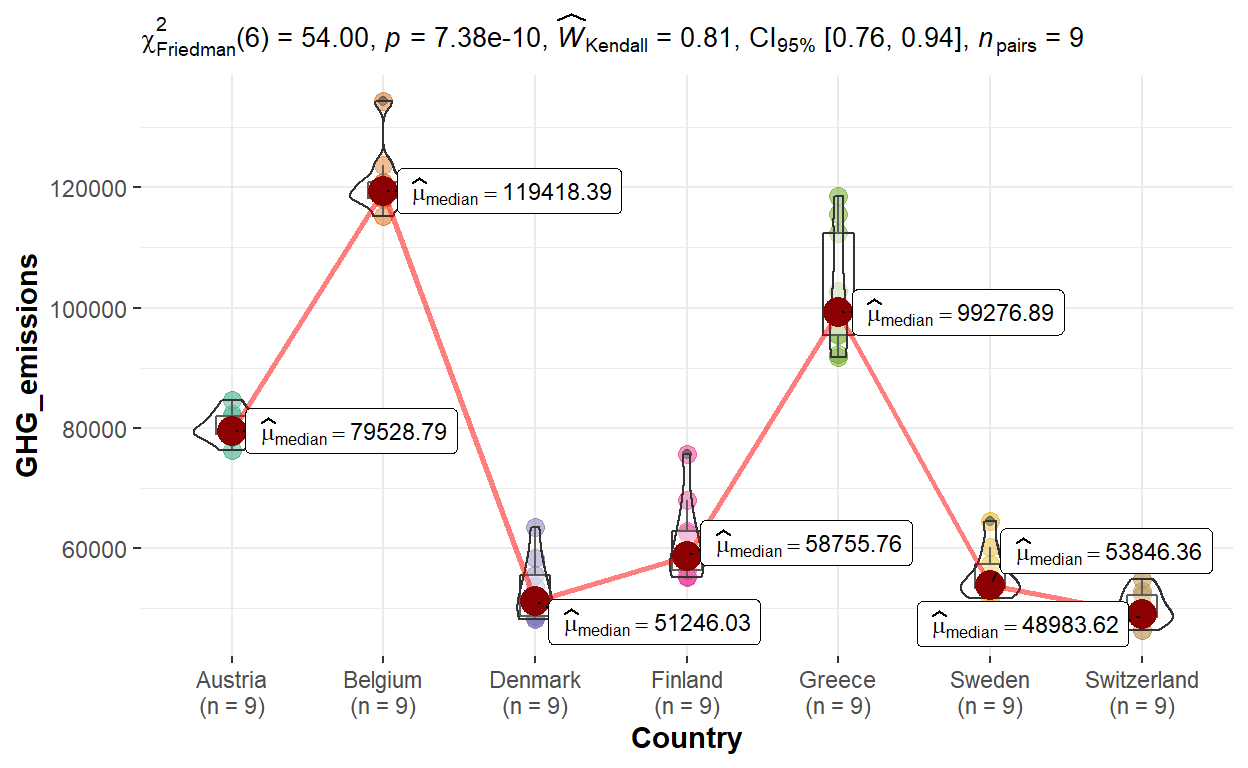 χ²Friedman(6) = 54.00, p = 7.38e-10, ŴKendall = 0.81, CI95% [0.76, 0.94], npairs = 9
GHG_emissions
120000
100000
80000
60000
μ̂median = 119418.39
μ̂median = 99276.89
μ̂median = 79528.79
μ̂median = 58755.76
μ̂median = 53846.36
μ̂median = 51246.03
μ̂median = 48983.62
Austria Belgium Denmark Finland Greece Sweden Switzerland
(n = 9) (n = 9) (n = 9) (n = 9) (n = 9) (n = 9) (n = 9)
Country